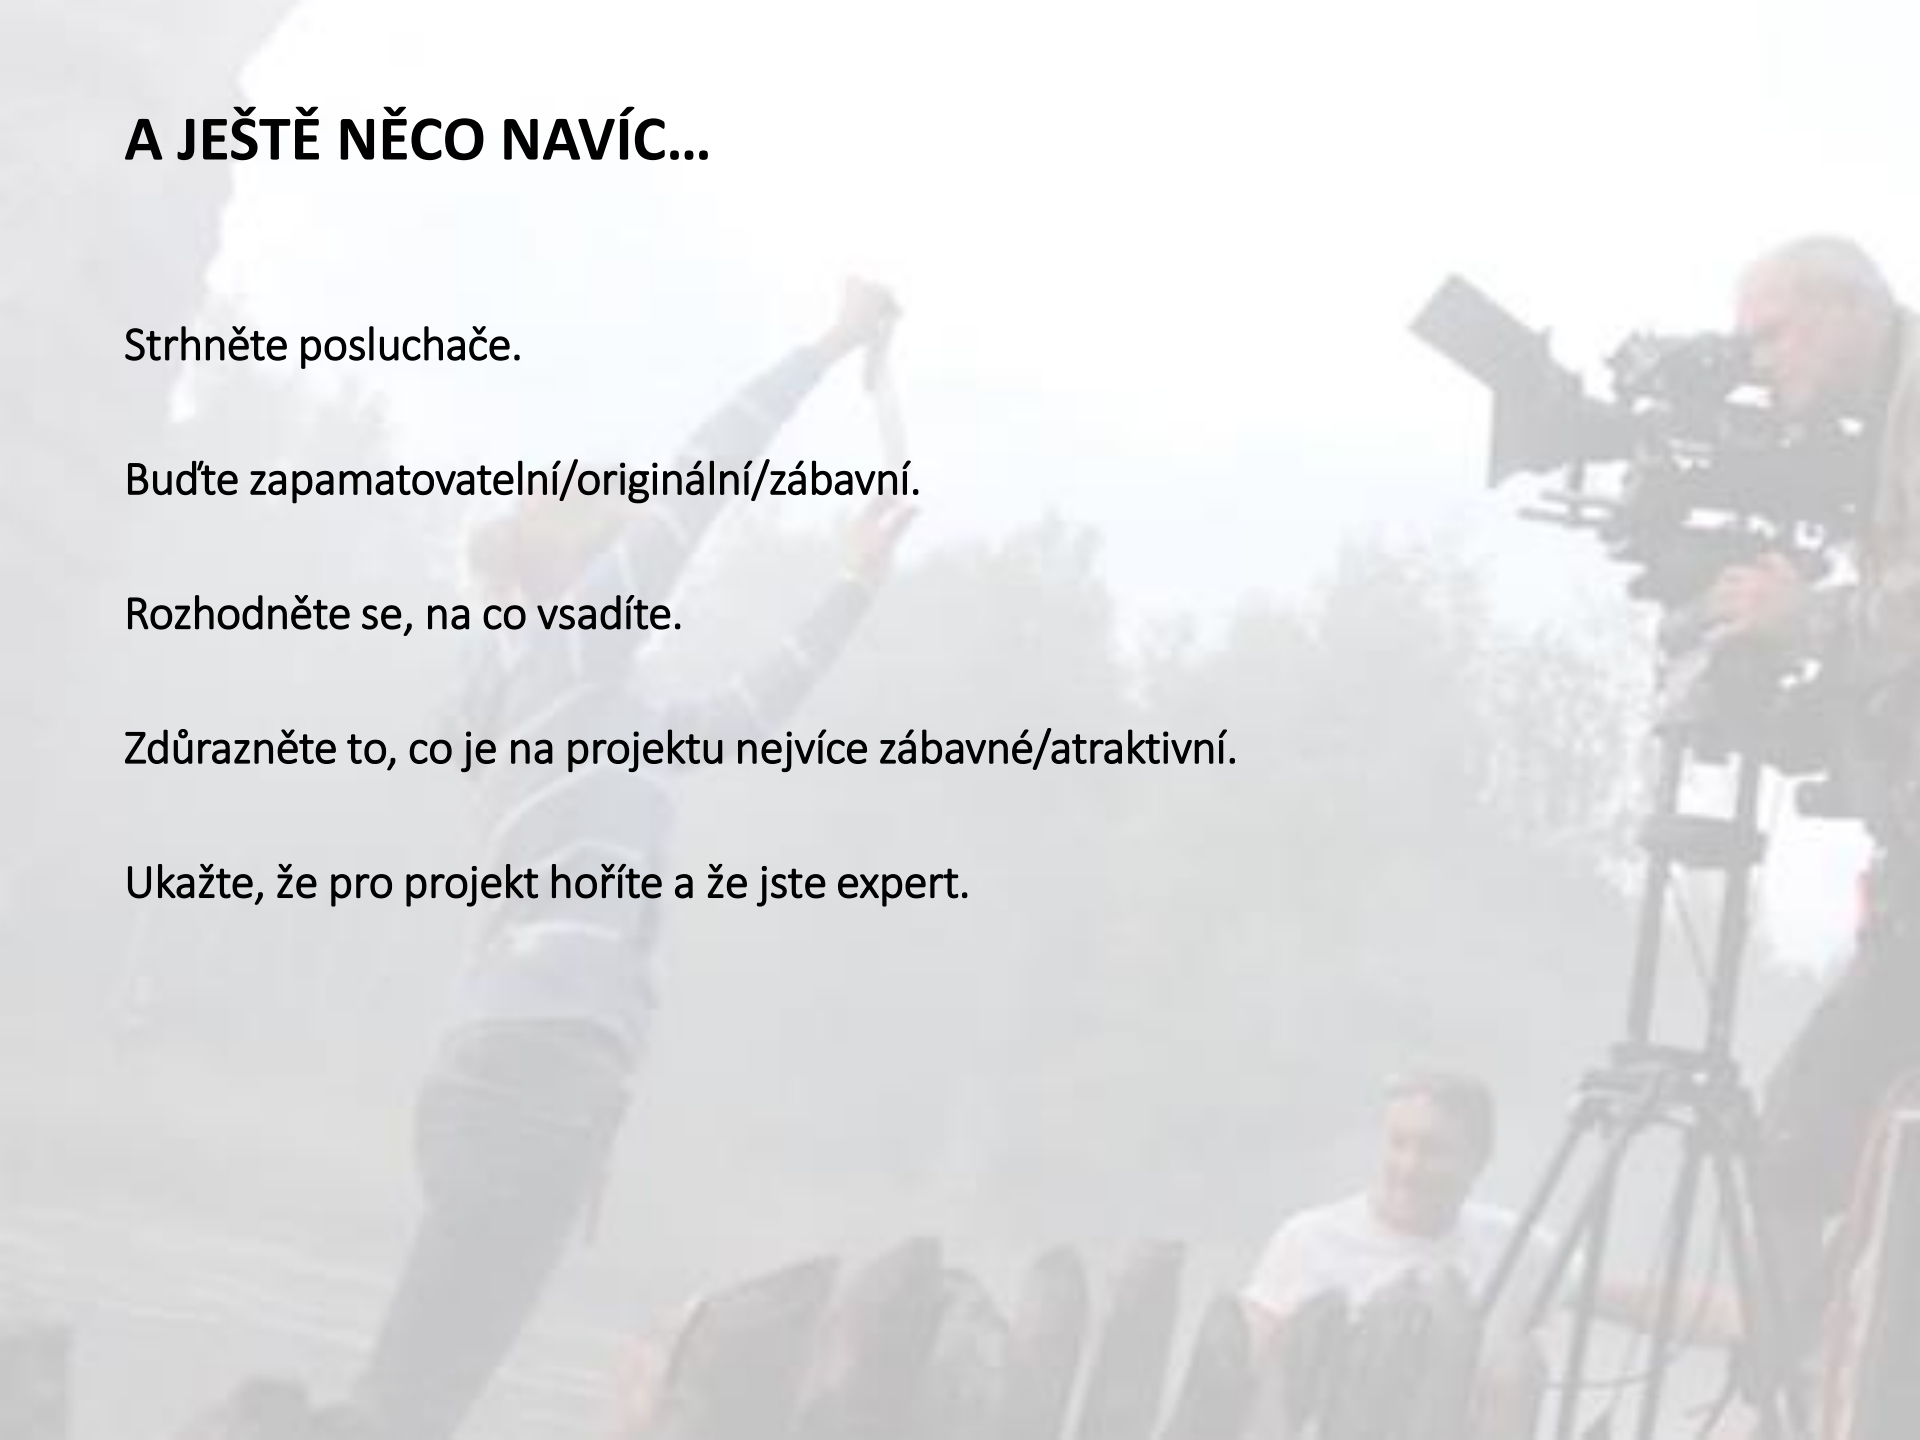 A JEŠTĚ NĚCO NAVÍC…
Strhněte posluchače.
Buďte zapamatovatelní/originální/zábavní.
Rozhodněte se, na co vsadíte.
Zdůrazněte to, co je na projektu nejvíce zábavné/atraktivní.
Ukažte, že pro projekt hoříte a že jste expert.